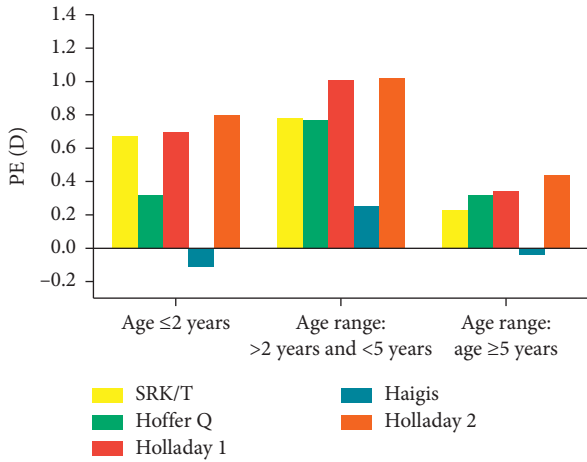 1.4
1.2
1.0
0.8
0.6
0.4
0.2
0.0
–0.2
PE (D)
Age ≤2 years
Age range:
>2 years and <5 years
Age range:
age ≥5 years
SRK/T
Hoffer Q
Holladay 1
Haigis
Holladay 2